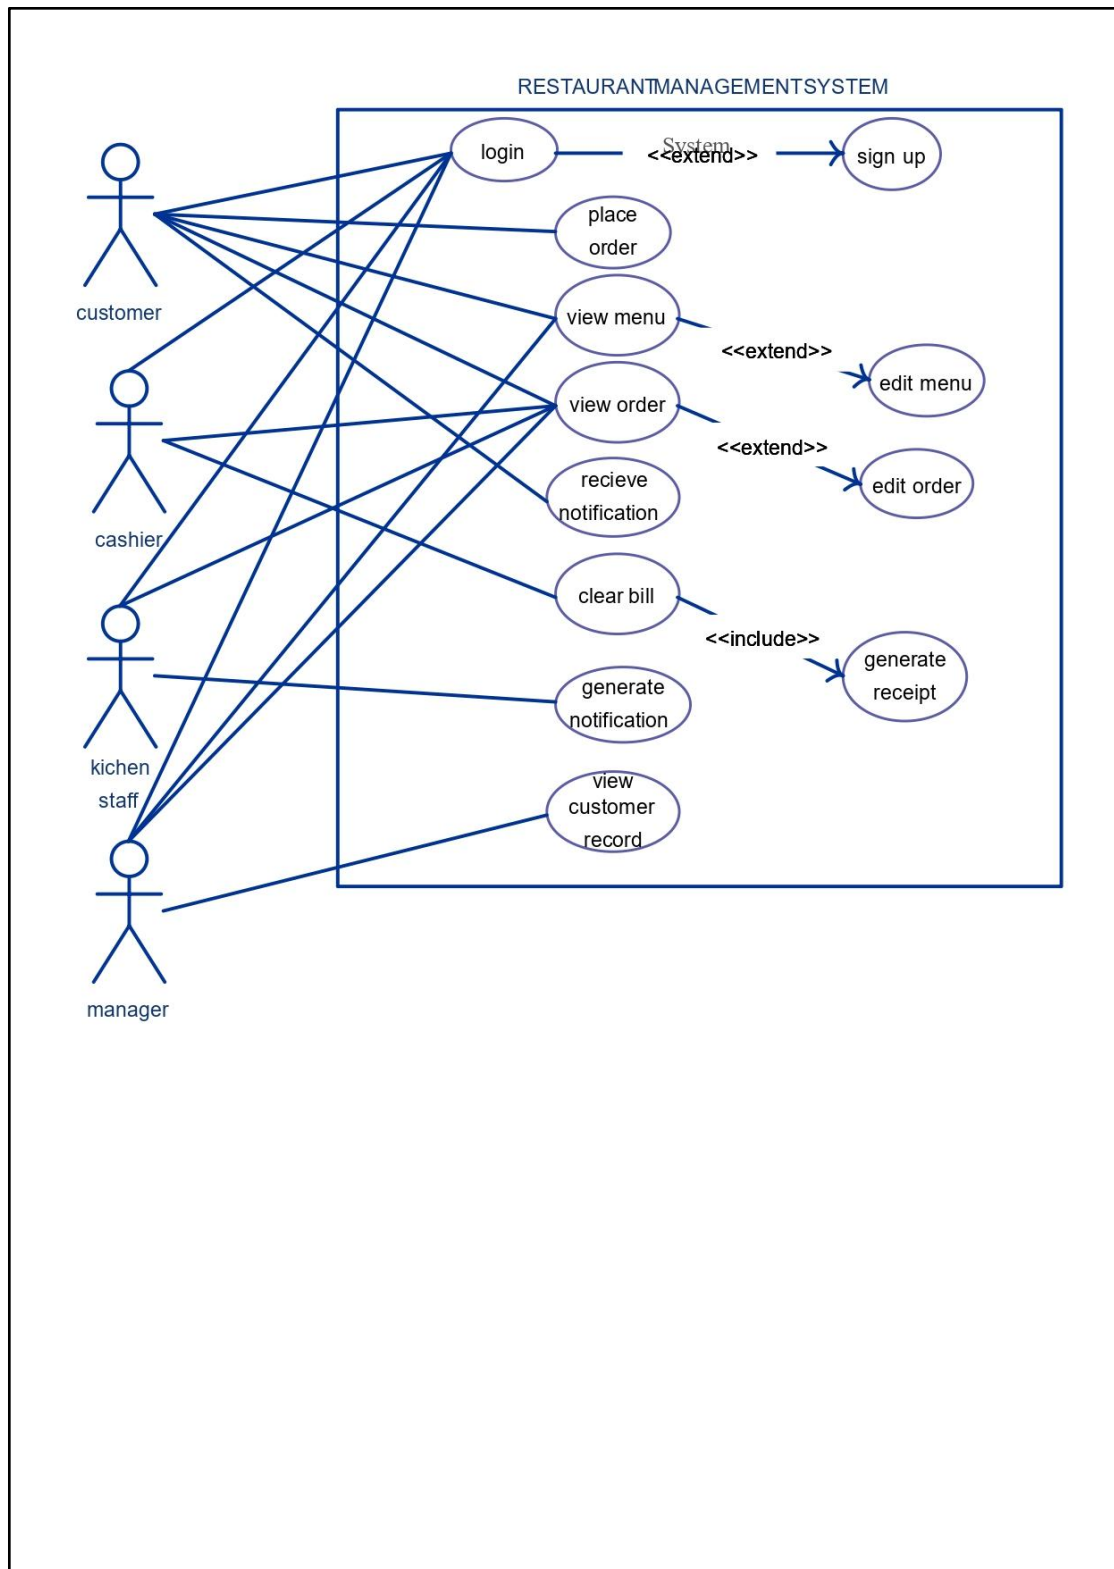 RESTAURANTMANAGEMENTSYSTEM
login
System
<<extend>>
sign up
place
order
customer
view menu
<<extend>>
edit menu
view order
<<extend>>
edit order
recieve
notification
cashier
clear bill
<<include>>
generate
receipt
generate
notification
kichen
staff
view
customer
record
manager